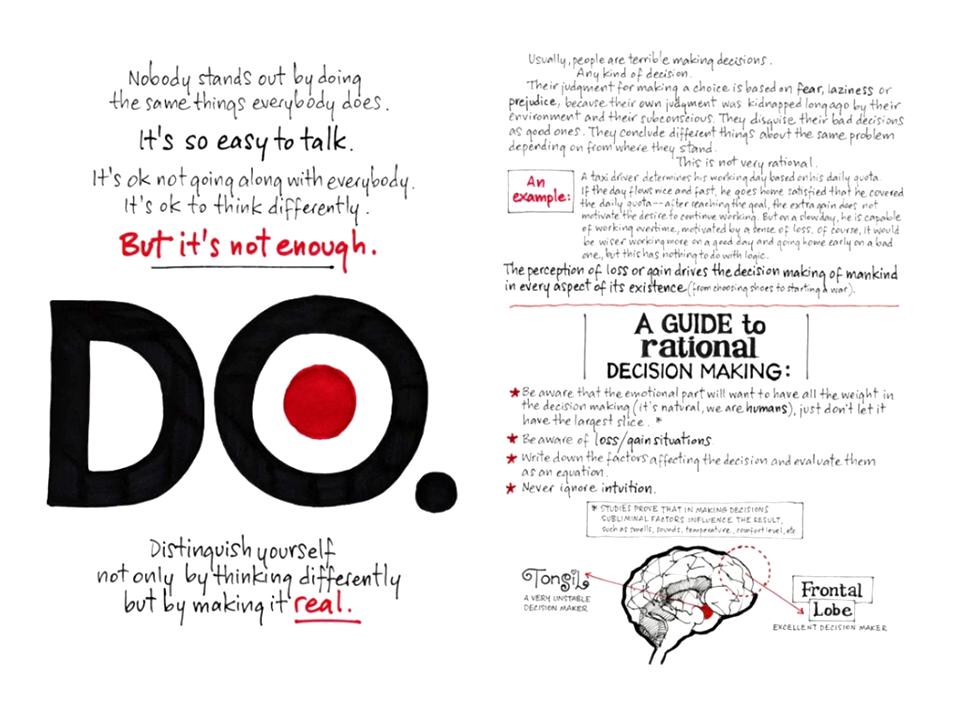 Nobody stands out by doing
the same things everybody does.
It's so easy to talk.
It's ok not going along with everybody.
It's ok to think differently.
But it's not enough.
DO.
Distinguish yourself
not only by thinking differently
but by making it real.
Usually, people are terrible making decisions.
Any kind of decision.
Their judgment for making a choice is based on fear, laziness or
prejudice, because their own judgment was kidnapped long ago by their
environment and their subconscious. They disguise their bad decisions
as good ones. They conclude different things about the same problem
depending on from where they stand.
This is not very rational.
An
example:
A taxi driver determines his working day based on his daily quota.
If the day flows nice and fast, he goes home satisfied that he covered
the daily quota--after reaching the goal, the extra gain does not
motivate the desire to continue working. But on a slow day, he is capable
of working overtime, motivated by a sense of loss. Of course, it would
be wiser working more on a good day and going home early on a bad
one, but this has nothing to do with logic.
The perception of loss or gain drives the decision making of mankind
in every aspect of its existence (from choosing shoes to starting a war).
A GUIDE to
rational
DECISION MAKING:
★ Be aware that the emotional part will want to have all the weight in
the decision making (it's natural, we are humans), just don't let it
have the largest slice. *
★ Be aware of loss/gain situations
★ Write down the factors affecting the decision and evaluate them
as an equation.
★ Never ignore intuition.
* STUDIES PROVE THAT IN MAKING DECISIONS
SUBLIMINAL FACTORS INFLUENCE THE RESULT,
such as smells, sounds, temperature, comfort level, etc
Tonsil
A VERY UNSTABLE
DECISION MAKER
Frontal
Lobe
EXCELLENT DECISION MAKER